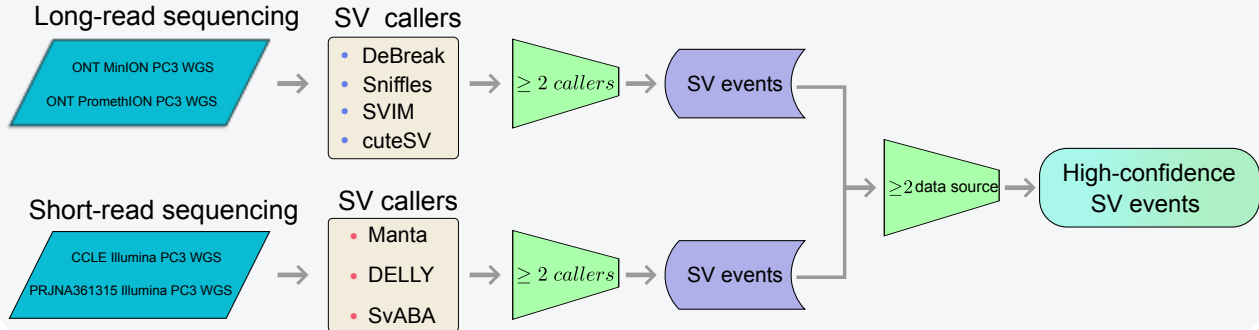 Long-read sequencing
ONT MinION PC3 WGS
ONT PromethION PC3 WGS
SV callers
• DeBreak
• Sniffles
• SVIM
• cuteSV
≥ 2 callers
SV events
Short-read sequencing
CCLE Illumina PC3 WGS
PRJNA361315 Illumina PC3 WGS
SV callers
• Manta
• DELLY
• SvABA
≥ 2 callers
SV events
≥2 data source
High-confidence
SV events